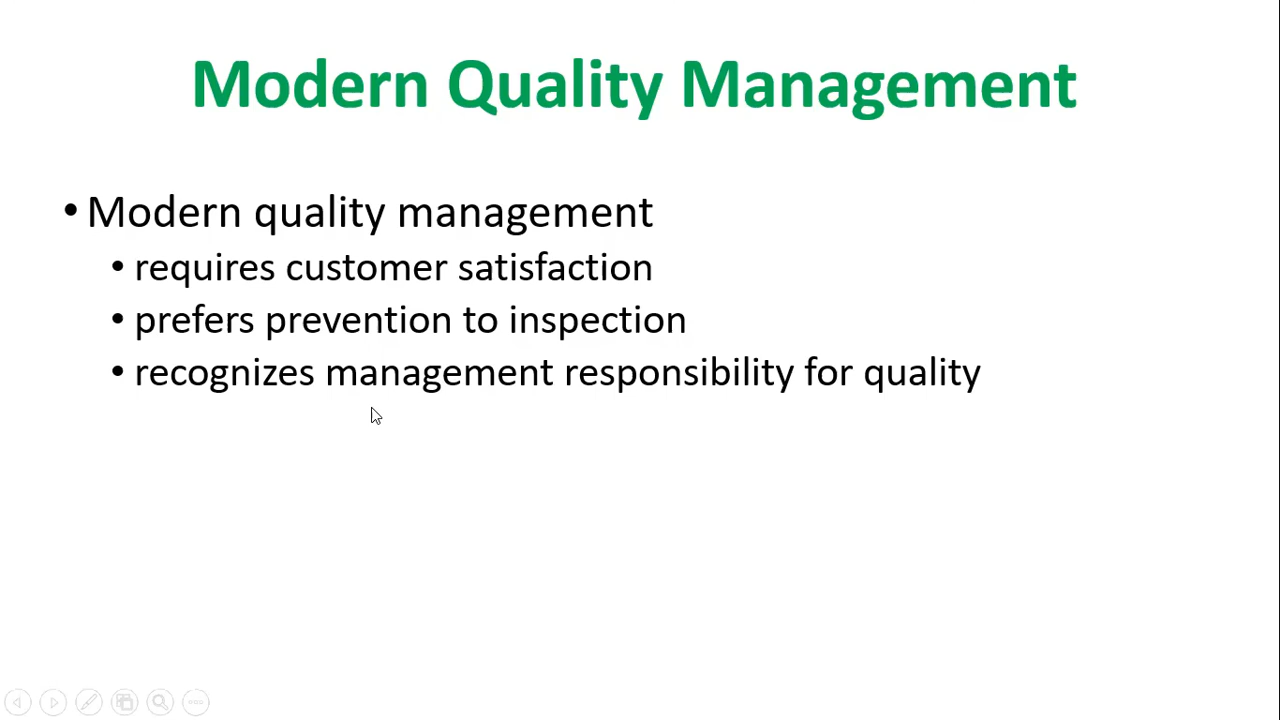 Modern Quality Management
• Modern quality management
• requires customer satisfaction
• prefers prevention to inspection
• recognizes management responsibility for quality